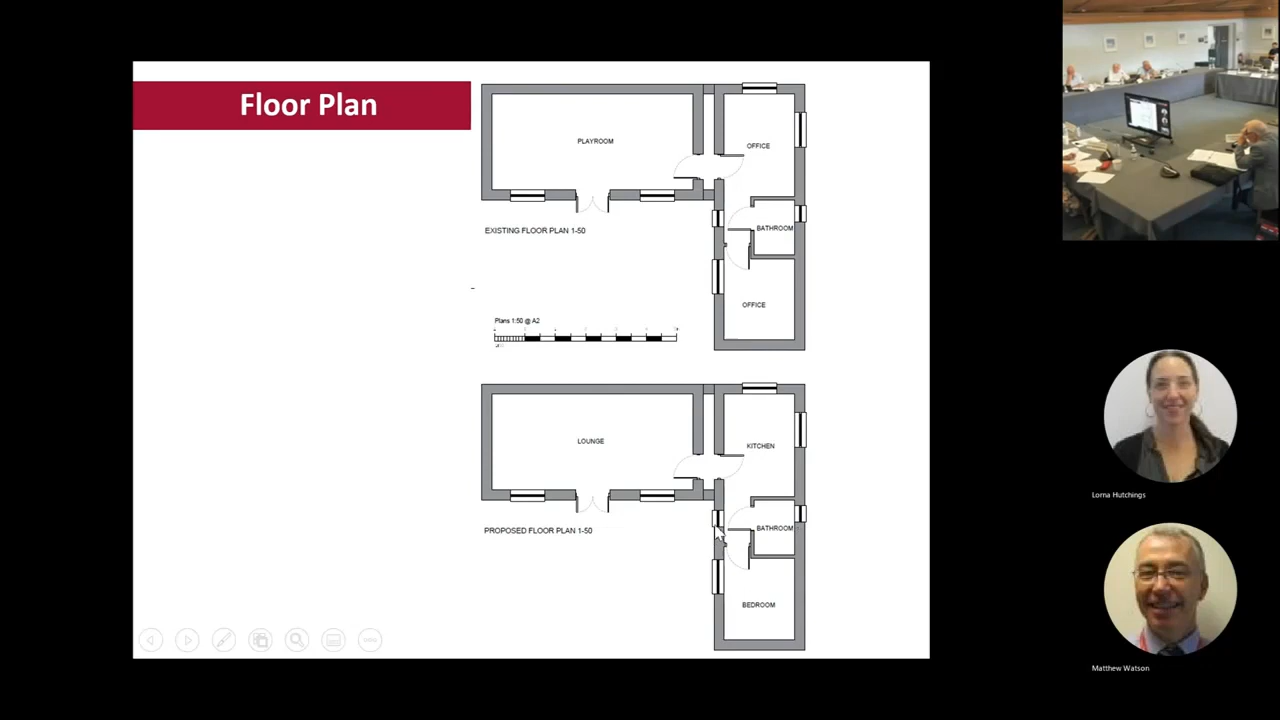 Floor Plan
PLAYROOM
OFFICE
BATHROOM
EXISTING FLOOR PLAN 1-50
OFFICE
Plans 1:50 @ A2
LOUNGE
KITCHEN
BATHROOM
PROPOSED FLOOR PLAN 1-50
BEDROOM
Lorna Hutchings
Matthew Watson